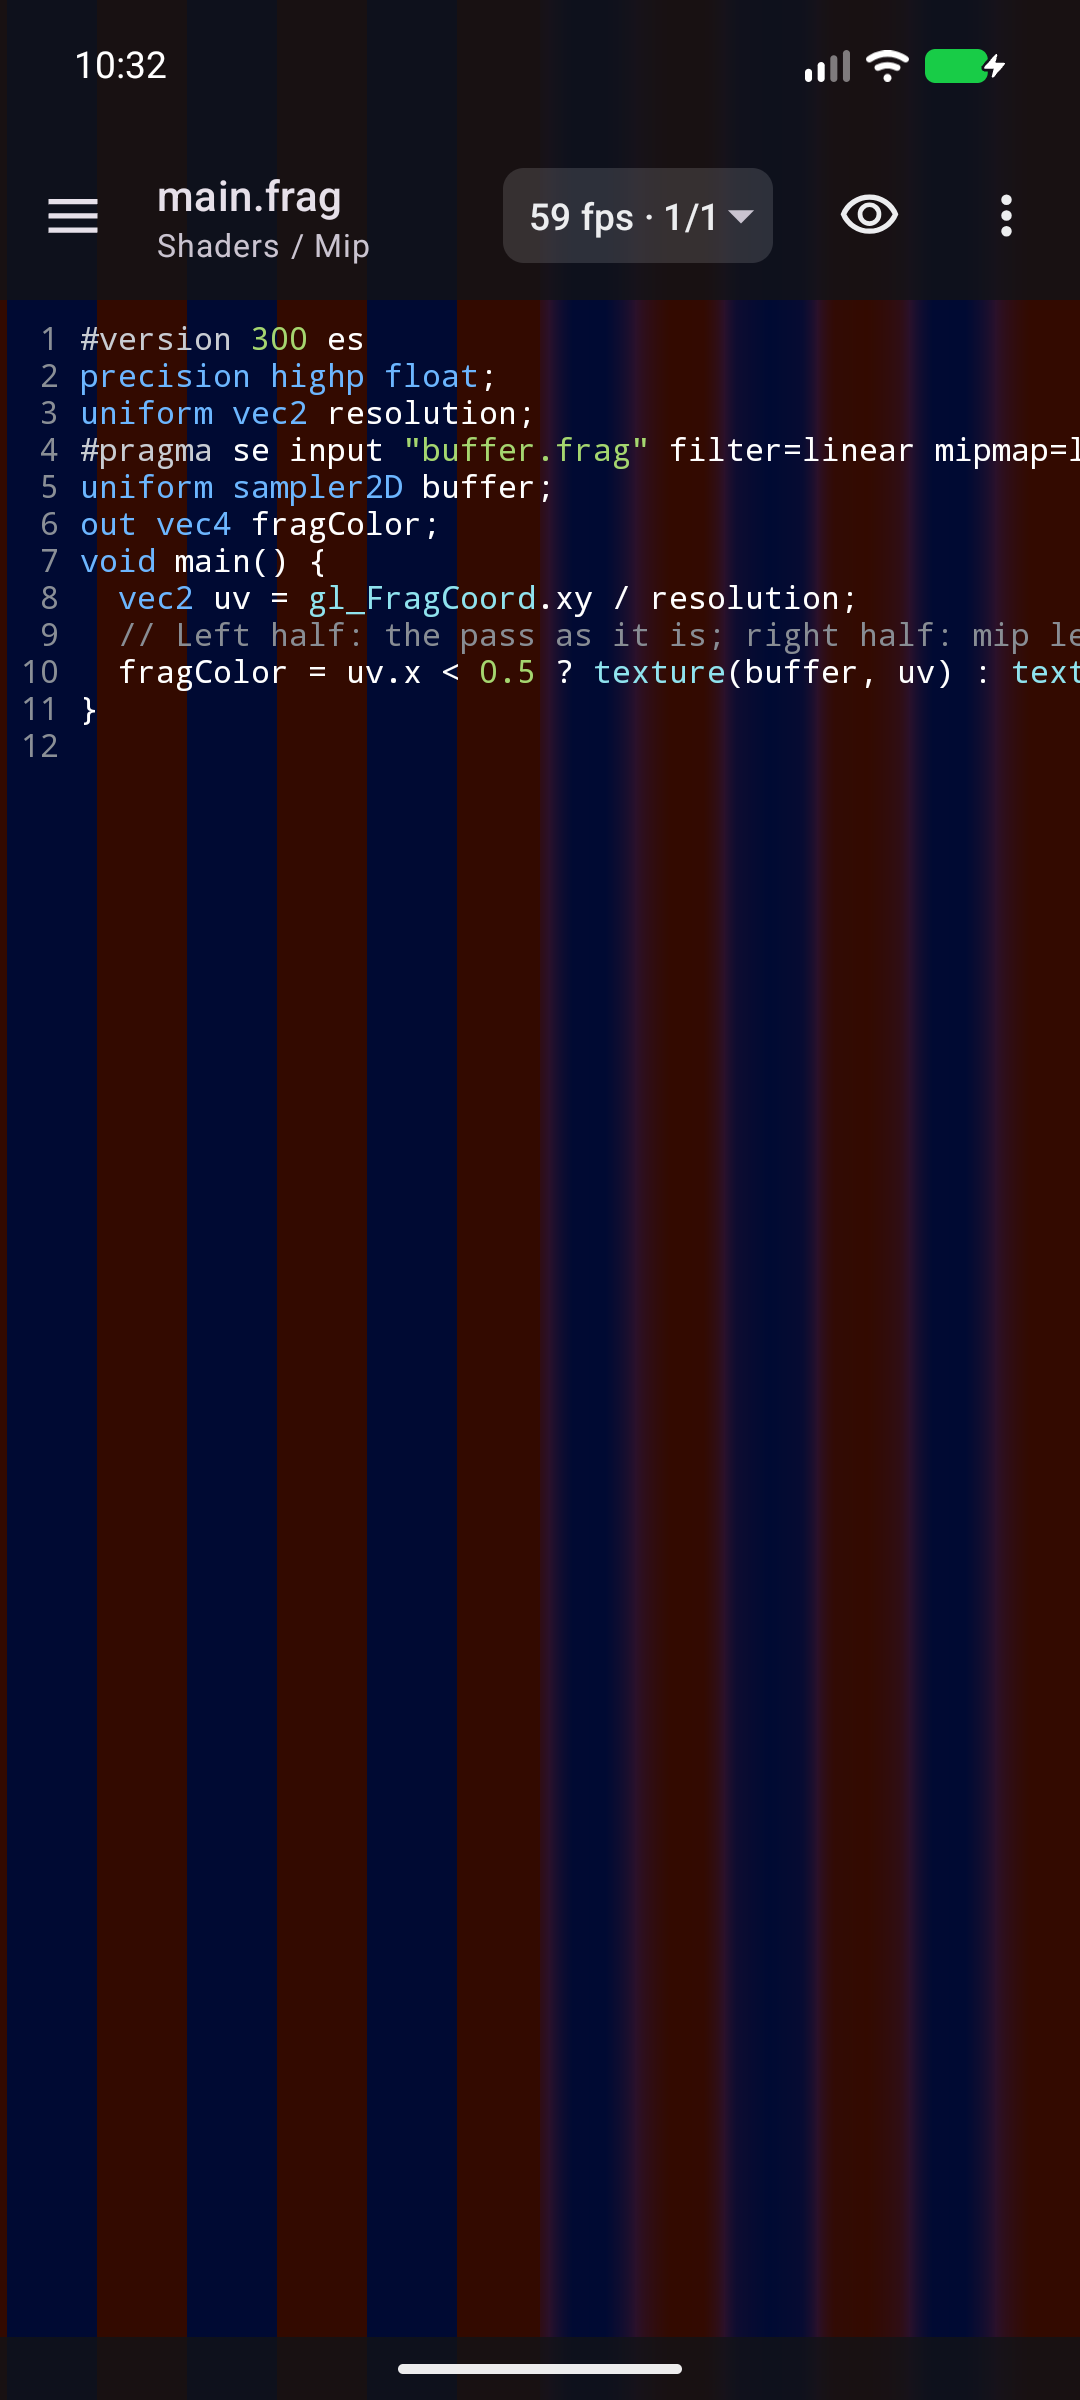 10:32
main.frag
Shaders / Mip
59 fps · 1/1
1 #version 300 es
2 precision highp float;
3 uniform vec2 resolution;
4 #pragma se input "buffer.frag" filter=linear mipmap=l
5 uniform sampler2D buffer;
6 out vec4 fragColor;
7 void main() {
8   vec2 uv = gl_FragCoord.xy / resolution;
9   // Left half: the pass as it is; right half: mip le
10   fragColor = uv.x < 0.5 ? texture(buffer, uv) : text
11 }
12